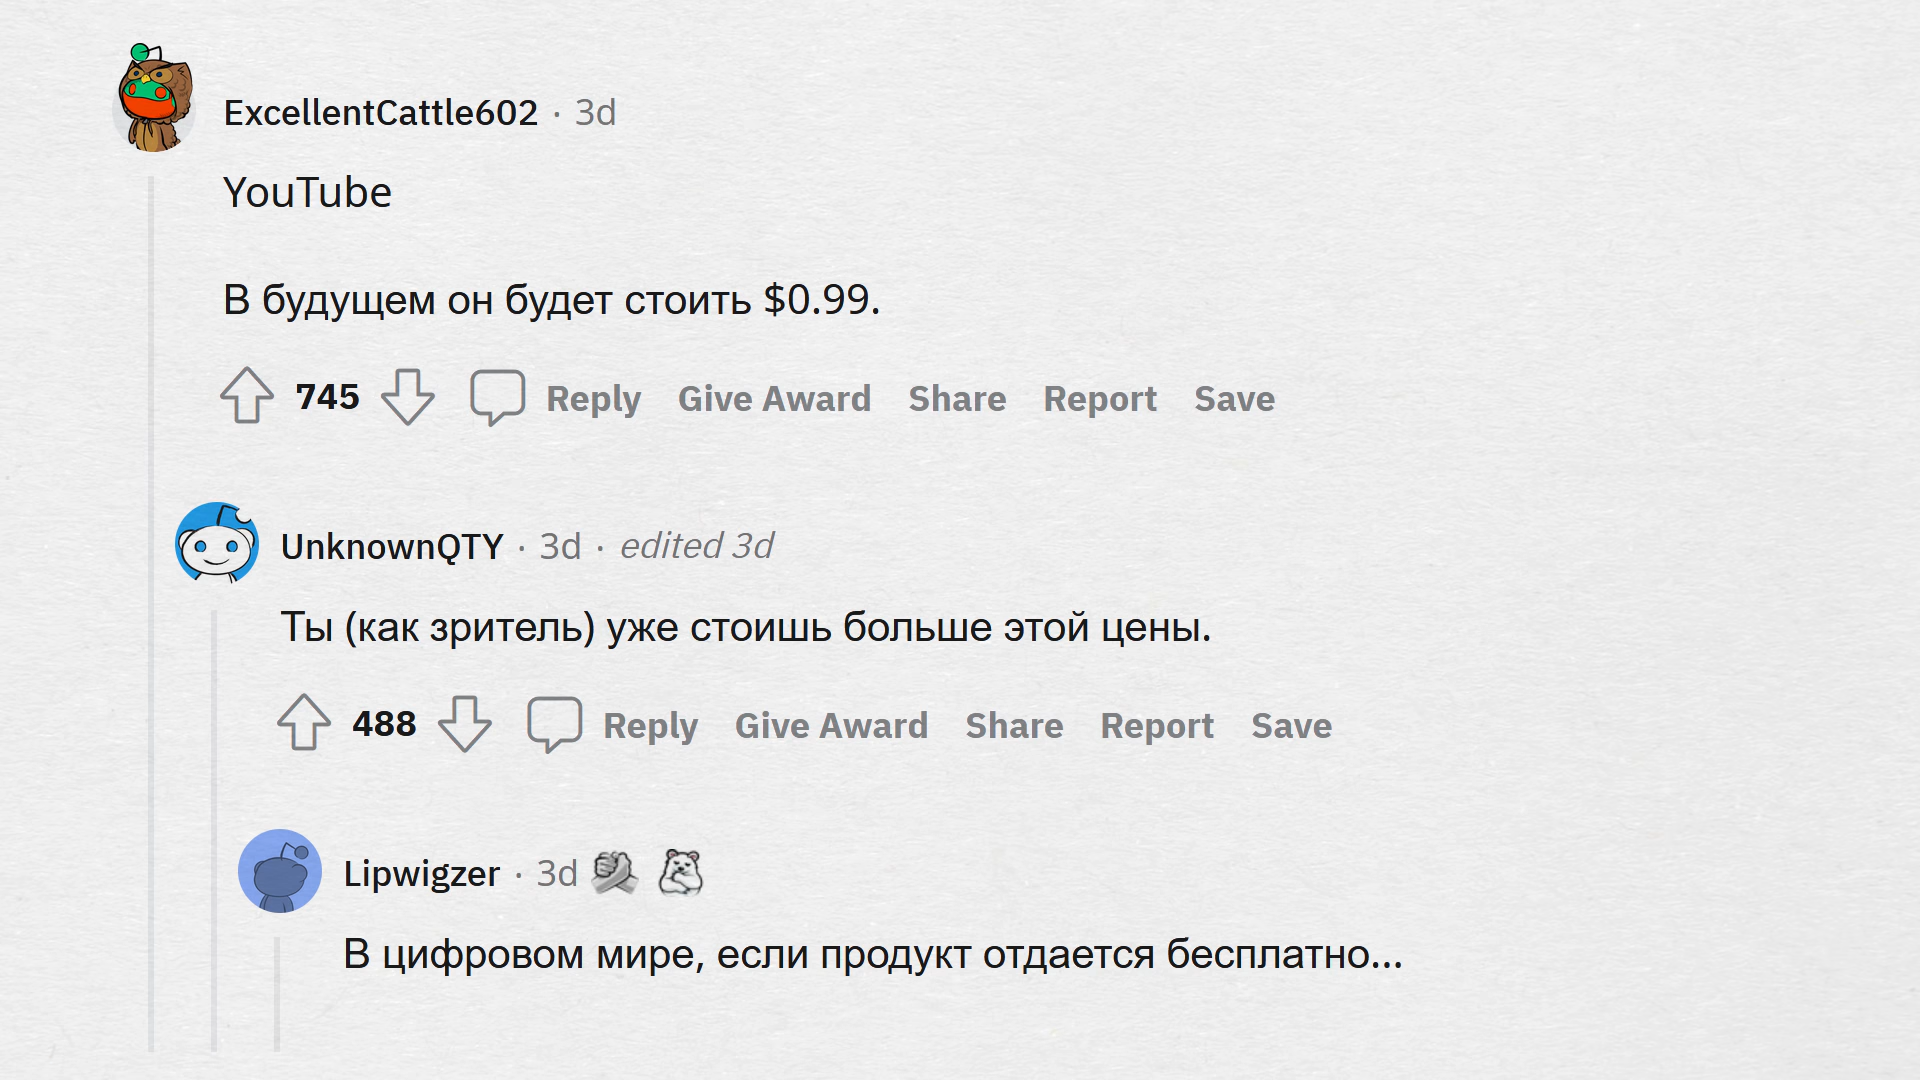 ExcellentCattle602 · 3d
YouTube
В будущем он будет стоить $0.99.
745 Reply Give Award Share Report Save
UnknownQTY · 3d · edited 3d
Ты (как зритель) уже стоишь больше этой цены.
488 Reply Give Award Share Report Save
Lipwigzer · 3d
В цифровом мире, если продукт отдается бесплатно...